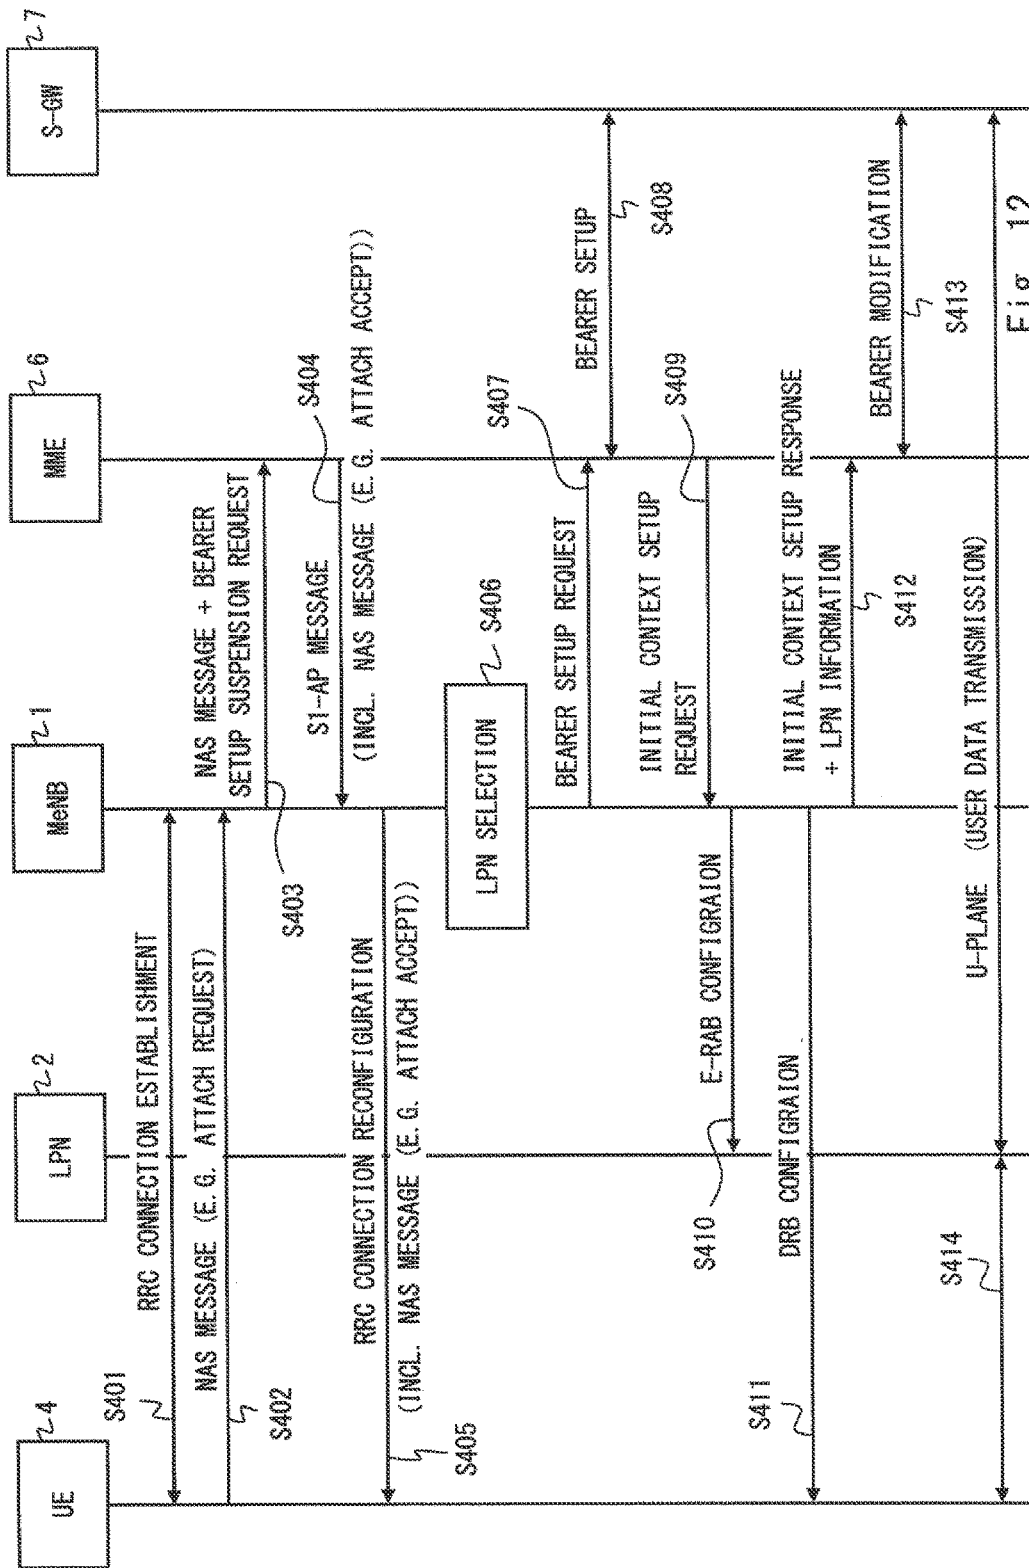 UE
4
LPN
2
MeNB
1
MME
6
S-GW
7
S401
RRC CONNECTION ESTABLISHMENT
NAS MESSAGE (E.G. ATTACH REQUEST)
S402
NAS MESSAGE + BEARER
SETUP SUSPENSION REQUEST
S403
S404
S1-AP MESSAGE
(INCL. NAS MESSAGE (E.G. ATTACH ACCEPT))
RRC CONNECTION RECONFIGURATION
(INCL. NAS MESSAGE (E.G. ATTACH ACCEPT))
S405
LPN SELECTION
S406
S407
BEARER SETUP REQUEST
BEARER SETUP
S408
INITIAL CONTEXT SETUP
REQUEST
S409
E-RAB CONFIGRAION
S410
DRB CONFIGRAION
S411
INITIAL CONTEXT SETUP RESPONSE
+ LPN INFORMATION
S412
BEARER MODIFICATION
S413
S414
U-PLANE (USER DATA TRANSMISSION)
Fig. 12